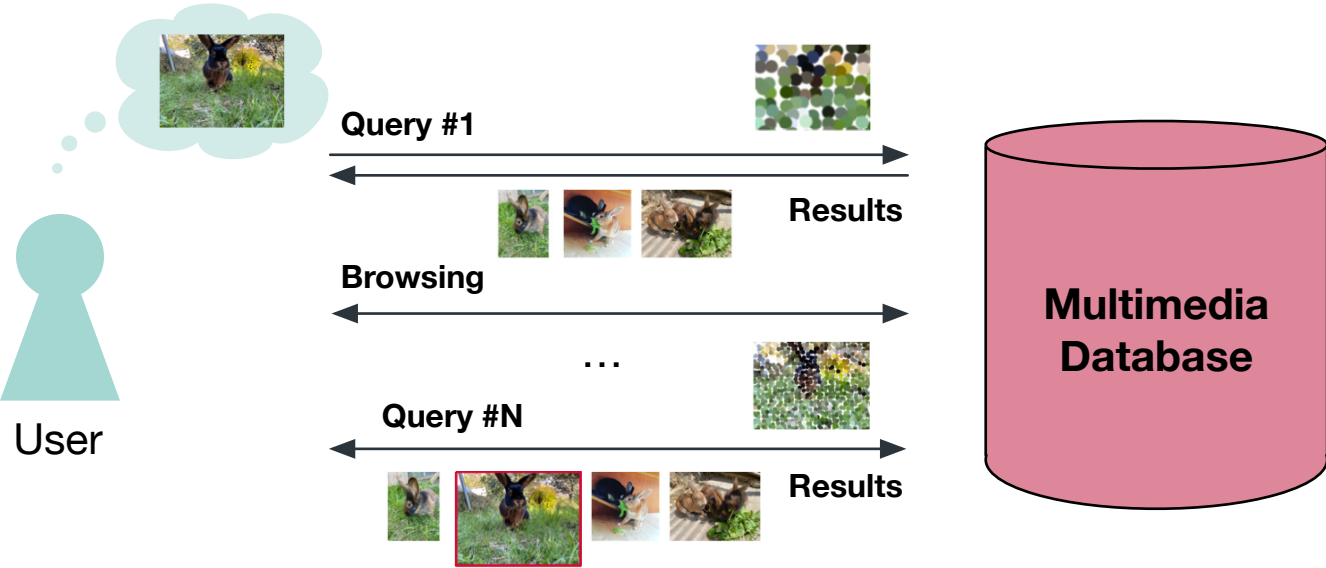 Query #1
Results
Browsing
...
Query #N
Results
User
Multimedia
Database